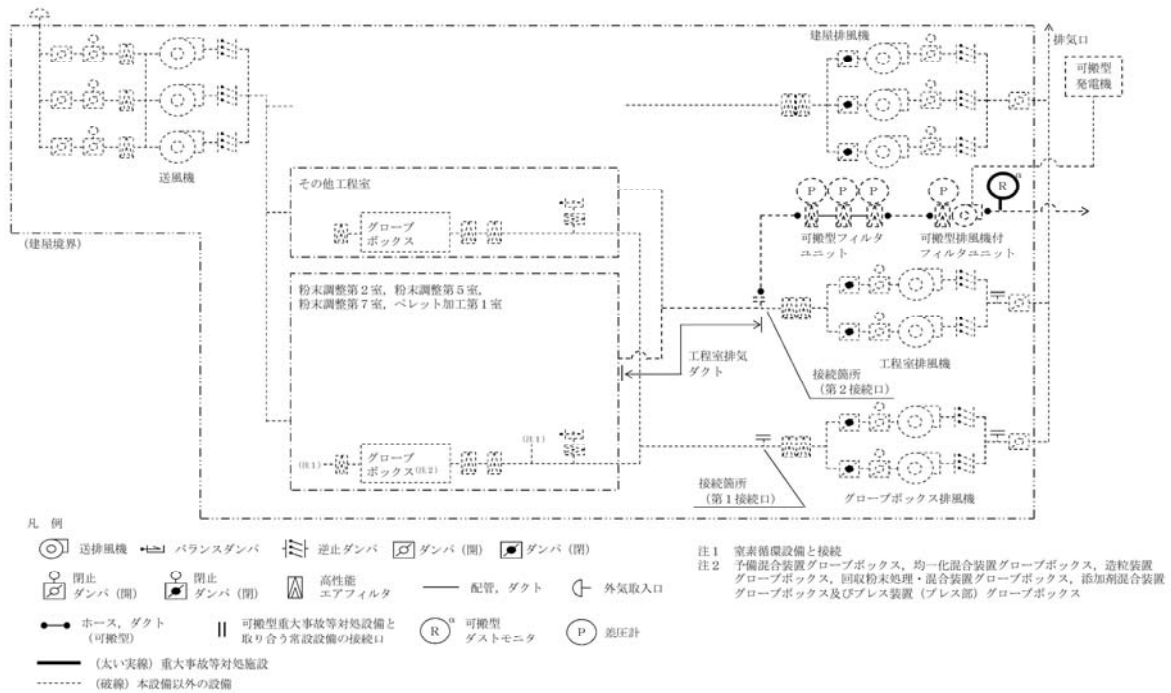 建屋排風機
排気口
可搬型
発電機
送風機
(建屋境界)
その他工程室
グローブ
ボックス
P
P
P
P
R
α
可搬型フィルタ
ユニット
可搬型排風機付
フィルタユニット
粉末調整第2室，粉末調整第5室，
粉末調整第7室，ペレット加工第1室
工程室排気
ダクト
接続箇所
(第2接続口)
工程室排風機
(注1)
(注1)
グローブ
ボックス(注2)
接続箇所
(第1接続口)
グローブボックス排風機
凡　例
送排風機
バランスダンパ
逆止ダンパ
ダンパ（開）
ダンパ（閉）
閉止
ダンパ（開）
閉止
ダンパ（閉）
高性能
エアフィルタ
配管，ダクト
外気取入口
ホース，ダクト
(可搬型)
可搬型重大事故等対処設備と
取り合う常設設備の接続口
R
α
可搬型
ダストモニタ
P
差圧計
（太い実線）重大事故等対処施設
（破線）本設備以外の設備
注1　窒素循環設備と接続
注2　予備混合装置グローブボックス，均一化混合装置グローブボックス，造粒装置
グローブボックス，回収粉末処理・混合装置グローブボックス，添加剤混合装置
グローブボックス及びプレス装置（プレス部）グローブボックス